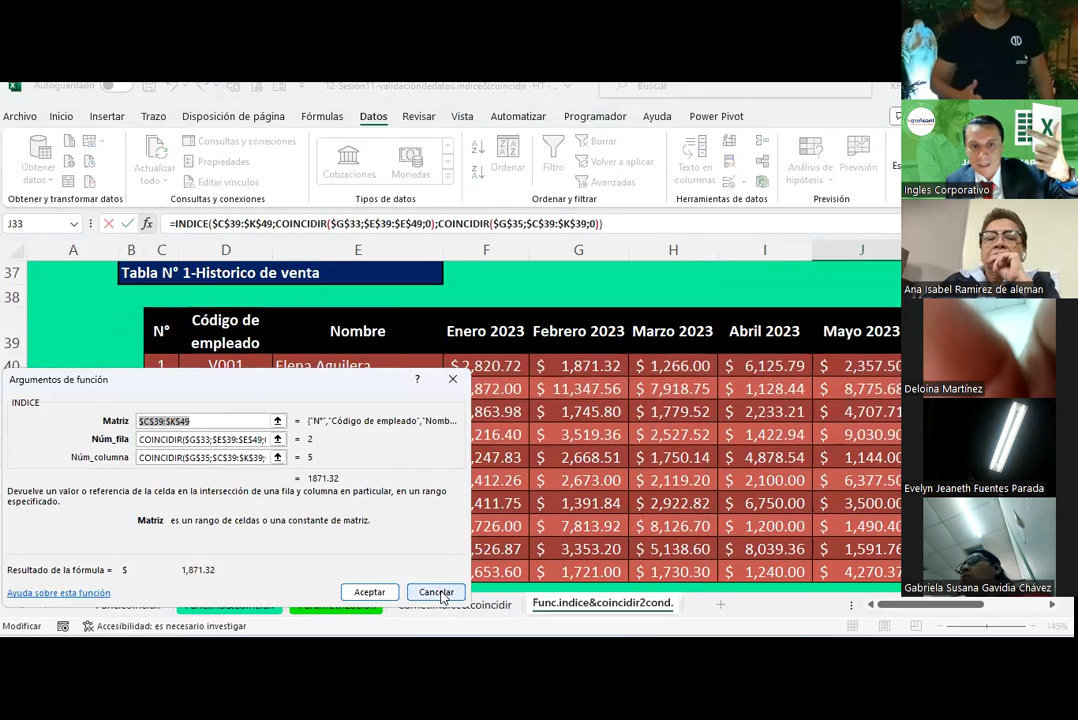 Autoguardado
12-Sesión11-validacióndedatos.indice&coincidir -HT -
Buscar
Archivo Inicio Insertar Trazo Disposición de página Fórmulas Datos Revisar Vista Automatizar Programador Ayuda Power Pivot
Obtener datos
Actualizar todo
Consultas y conexiones
Propiedades
Editar vínculos
Cotizaciones
Monedas
Ordenar
Filtro
Borrar
Volver a aplicar
Avanzadas
Texto en columnas
Análisis de hipótesis
Previsión
Obtener y transformar datos
Consultas y conexiones
Tipos de datos
Ordenar y filtrar
Herramientas de datos
Previsión
J33
fx
=INDICE($C$39:$K$49;COINCIDIR($G$33;$E$39:$E$49;0);COINCIDIR($G$35;$C$39:$K$39;0))
A B C D E F G H I J
37 Tabla N° 1-Historico de venta
38
39 N° Código de empleado Nombre Enero 2023 Febrero 2023 Marzo 2023 Abril 2023 Mayo 2023
40 1 V001 Elena Aguilera $ 2,820.72 $ 1,871.32 $ 1,266.00 $ 6,125.79 $ 2,357.50
,872.00 $ 11,347.56 $ 7,918.75 $ 1,128.44 $ 8,775.68
,863.98 $ 1,745.80 $ 1,779.52 $ 2,233.21 $ 4,707.71
,216.40 $ 3,519.36 $ 2,527.52 $ 1,422.94 $ 9,030.90
,247.83 $ 2,668.51 $ 1,750.14 $ 4,878.54 $ 1,144.00
,412.26 $ 2,673.00 $ 2,119.20 $ 2,100.00 $ 6,377.50
,411.75 $ 1,391.84 $ 2,922.82 $ 6,750.00 $ 3,500.00
,726.00 $ 7,813.92 $ 8,126.70 $ 13,652.00 $ 1,490.40
,526.87 $ 3,353.20 $ 5,138.60 $ 8,039.36 $ 1,591.76
,653.60 $ 1,721.00 $ 1,730.30 $ 1,240.00 $ 4,270.37
Argumentos de función
?
INDICE
Matriz $C$39:$K$49 = {"N°","Código de empleado","Nomb...
Núm_fila COINCIDIR($G$33;$E$39:$E$49;( = 2
Núm_columna COINCIDIR($G$35;$C$39:$K$39; = 5
= 1871.32
Devuelve un valor o referencia de la celda en la intersección de una fila y columna en particular, en un rango
especificado.
Matriz es un rango de celdas o una constante de matriz.
Resultado de la fórmula = $ 1,871.32
Ayuda sobre esta función
Aceptar
Cancelar
Func.indice&coincidir2cond.
Modificar
Accesibilidad: es necesario investigar
145%
Ingles Corporativo
Ana Isabel Ramirez de aleman
Deloina Martínez
Evelyn Jeaneth Fuentes Parada
Gabriela Susana Gavidia Chávez